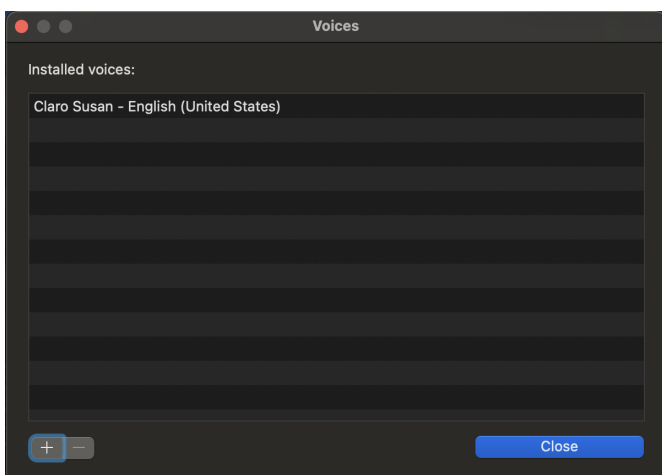 Voices
Installed voices:
Claro Susan - English (United States)
+ −
Close